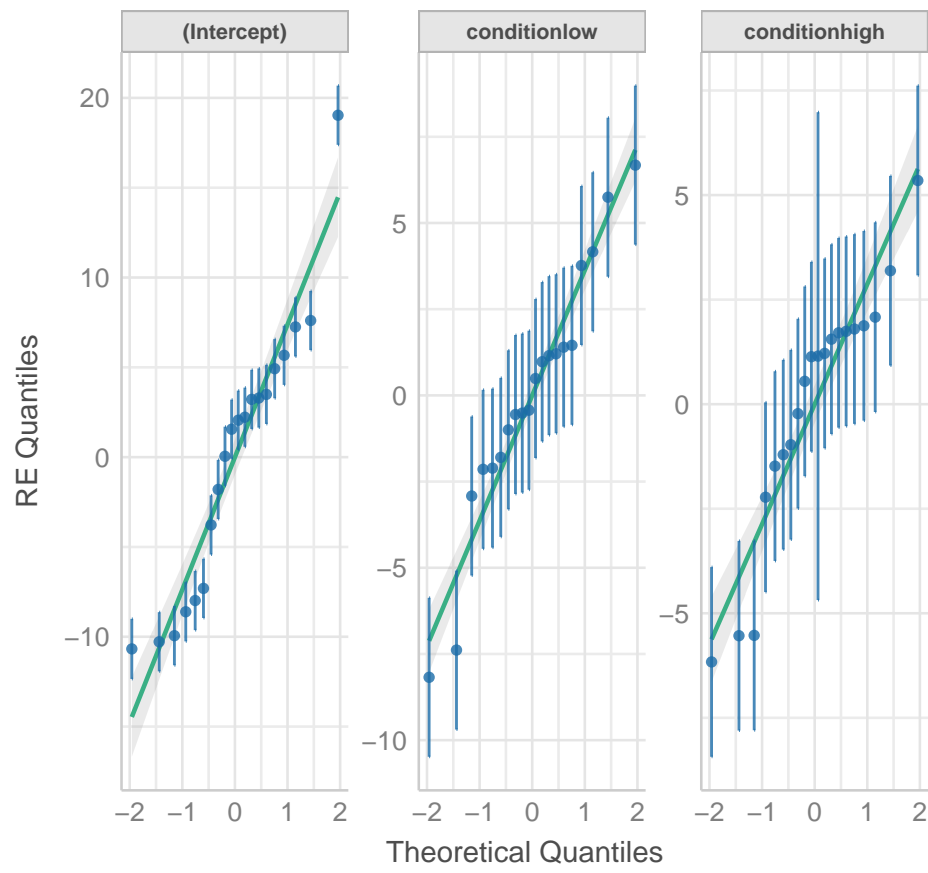 (Intercept) conditionlow conditionhigh
RE Quantiles
20
10
0
−10
5
0
−5
−10
5
0
−5
−2 −1 0 1 2 −2 −1 0 1 2 −2 −1 0 1 2
Theoretical Quantiles